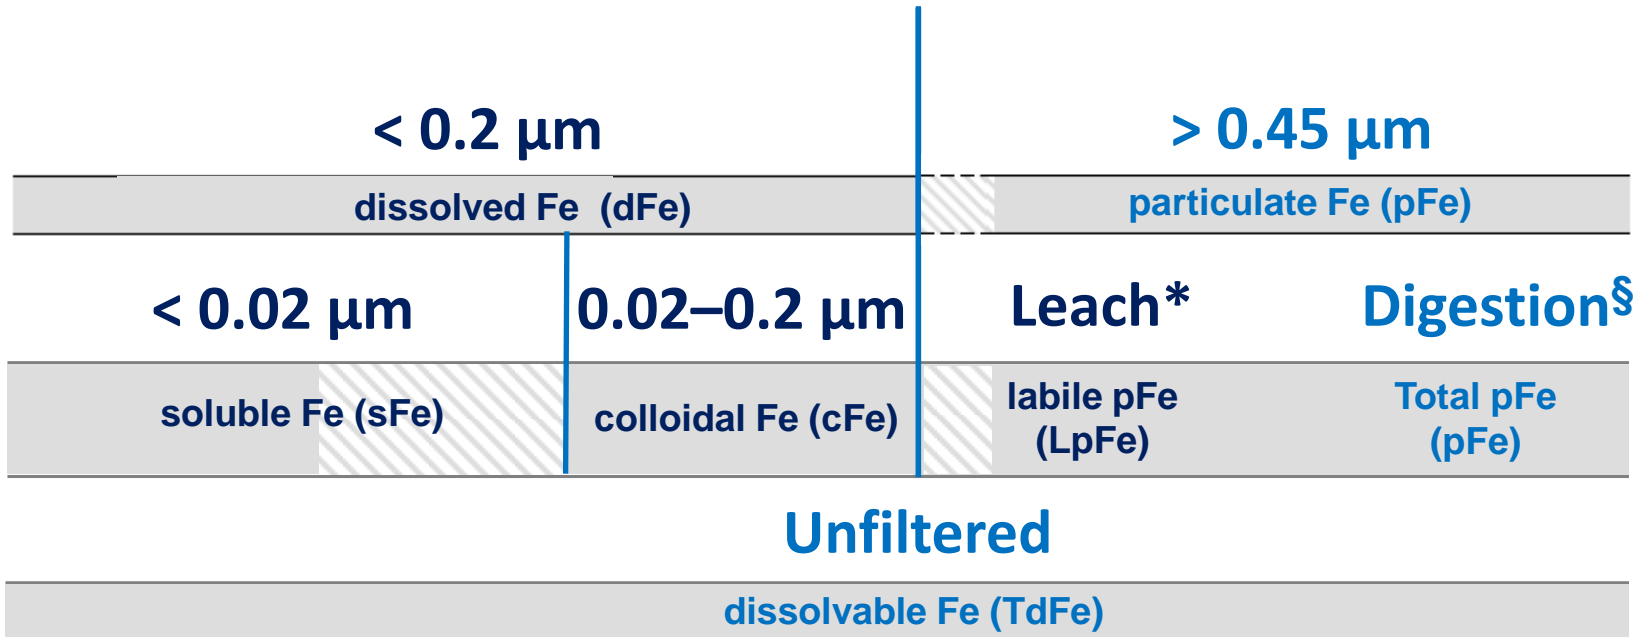 < 0.2 µm
> 0.45 µm
dissolved Fe (dFe)
particulate Fe (pFe)
< 0.02 µm
0.02–0.2 µm
Leach*
Digestion§
soluble Fe (sFe)
colloidal Fe (cFe)
labile pFe
(LpFe)
Total pFe
(pFe)
Unfiltered
dissolvable Fe (TdFe)